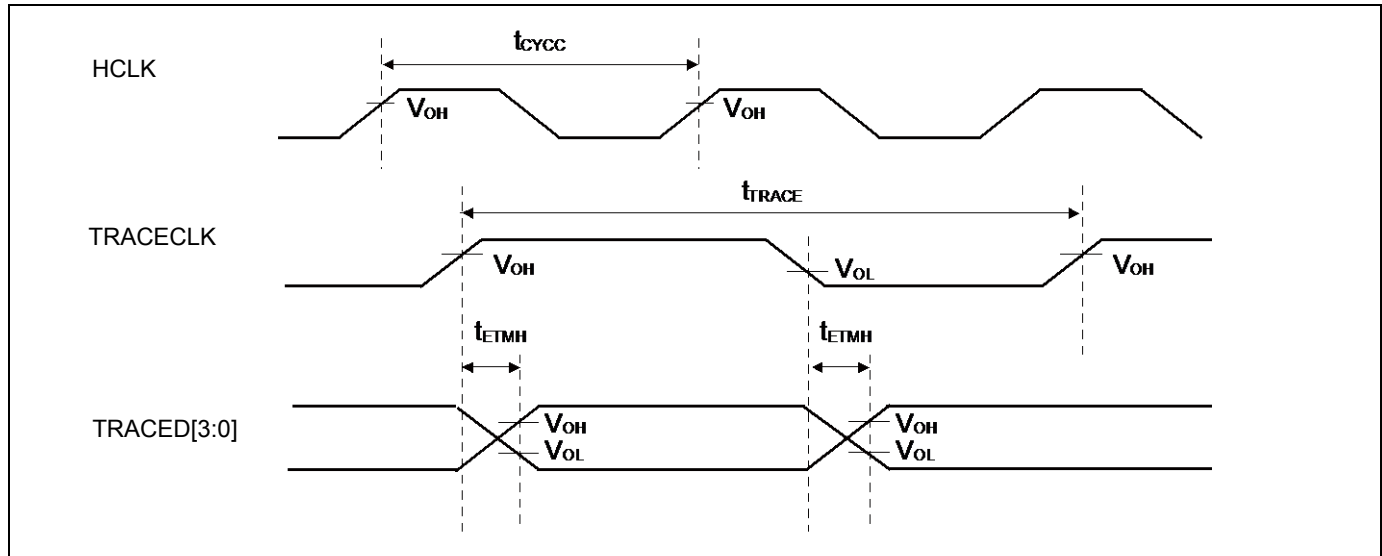 tCYCC
HCLK
VOH VOH
tTRACE
TRACECLK
VOH VOL VOH
tETMH tETMH
TRACED[3:0]
VOH VOH
VOL VOL